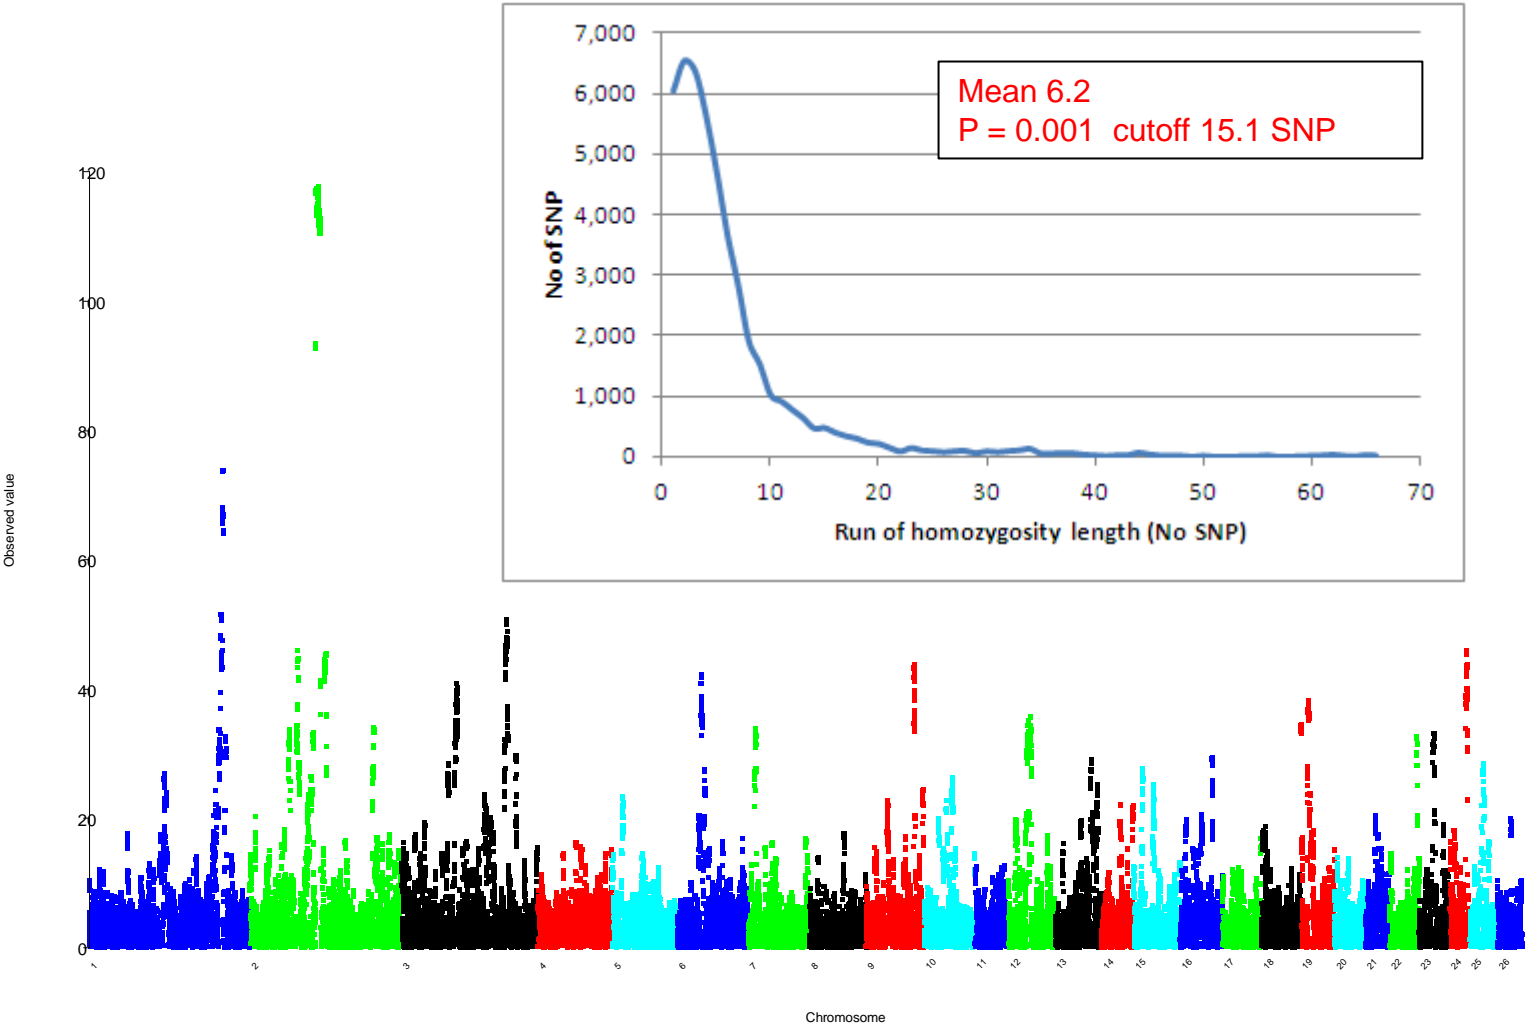 7,000
6,000
5,000
4,000
3,000
2,000
1,000
0
No of SNP
Mean 6.2
P = 0.001 cutoff 15.1 SNP
0 10 20 30 40 50 60 70
Run of homozygosity length (No SNP)
120
100
80
60
40
20
0
Observed value
1 2 3 4 5 6 7 8 9 10 11 12 13 14 15 16 17 18 19 20 21 22 23 24 25 26
Chromosome